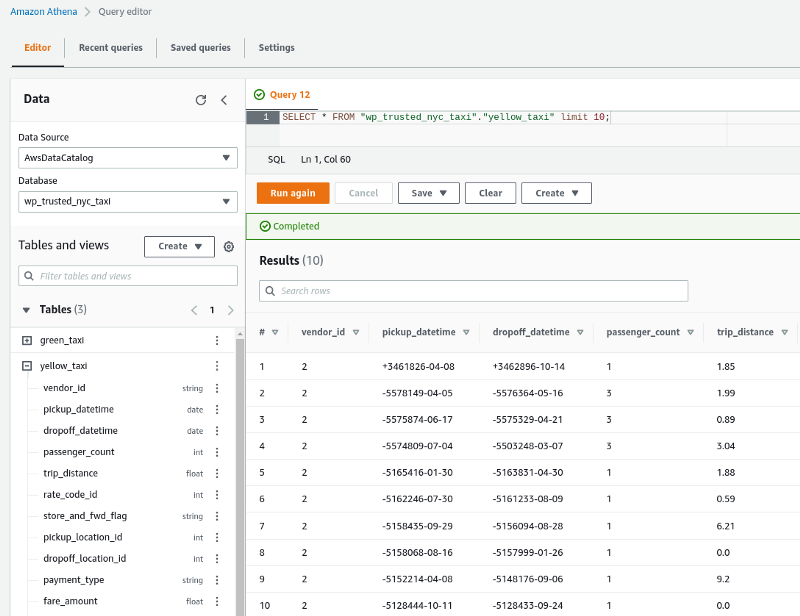 Amazon Athena > Query editor
Editor Recent queries Saved queries Settings
Data
Data Source
AwsDataCatalog
Database
wp_trusted_nyc_taxi
Tables and views Create
Filter tables and views
Tables (3) 1
green_taxi
yellow_taxi
vendor_id string
pickup_datetime date
dropoff_datetime date
passenger_count int
trip_distance float
rate_code_id int
store_and_fwd_flag string
pickup_location_id int
dropoff_location_id int
payment_type string
fare_amount float
Query 12
1 SELECT * FROM "wp_trusted_nyc_taxi"."yellow_taxi" limit 10;
SQL Ln 1, Col 60
Run again Cancel Save Clear Create
Completed
Results (10)
Search rows
# vendor_id pickup_datetime dropoff_datetime passenger_count trip_distance
1 2 +3461826-04-08 +3462896-10-14 1 1.85
2 2 -5578149-04-05 -5576364-05-16 3 1.99
3 2 -5575874-06-17 -5575329-04-21 3 0.89
4 2 -5574809-07-04 -5503248-03-07 3 3.04
5 2 -5165416-01-30 -5163831-04-30 1 1.88
6 2 -5162246-07-30 -5161233-08-09 1 0.59
7 2 -5158435-09-29 -5156094-08-28 1 6.21
8 2 -5158068-08-16 -5157999-01-26 1 0.0
9 2 -5152214-04-08 -5148176-09-06 1 9.2
10 2 -5128444-10-11 -5128433-09-24 1 0.0